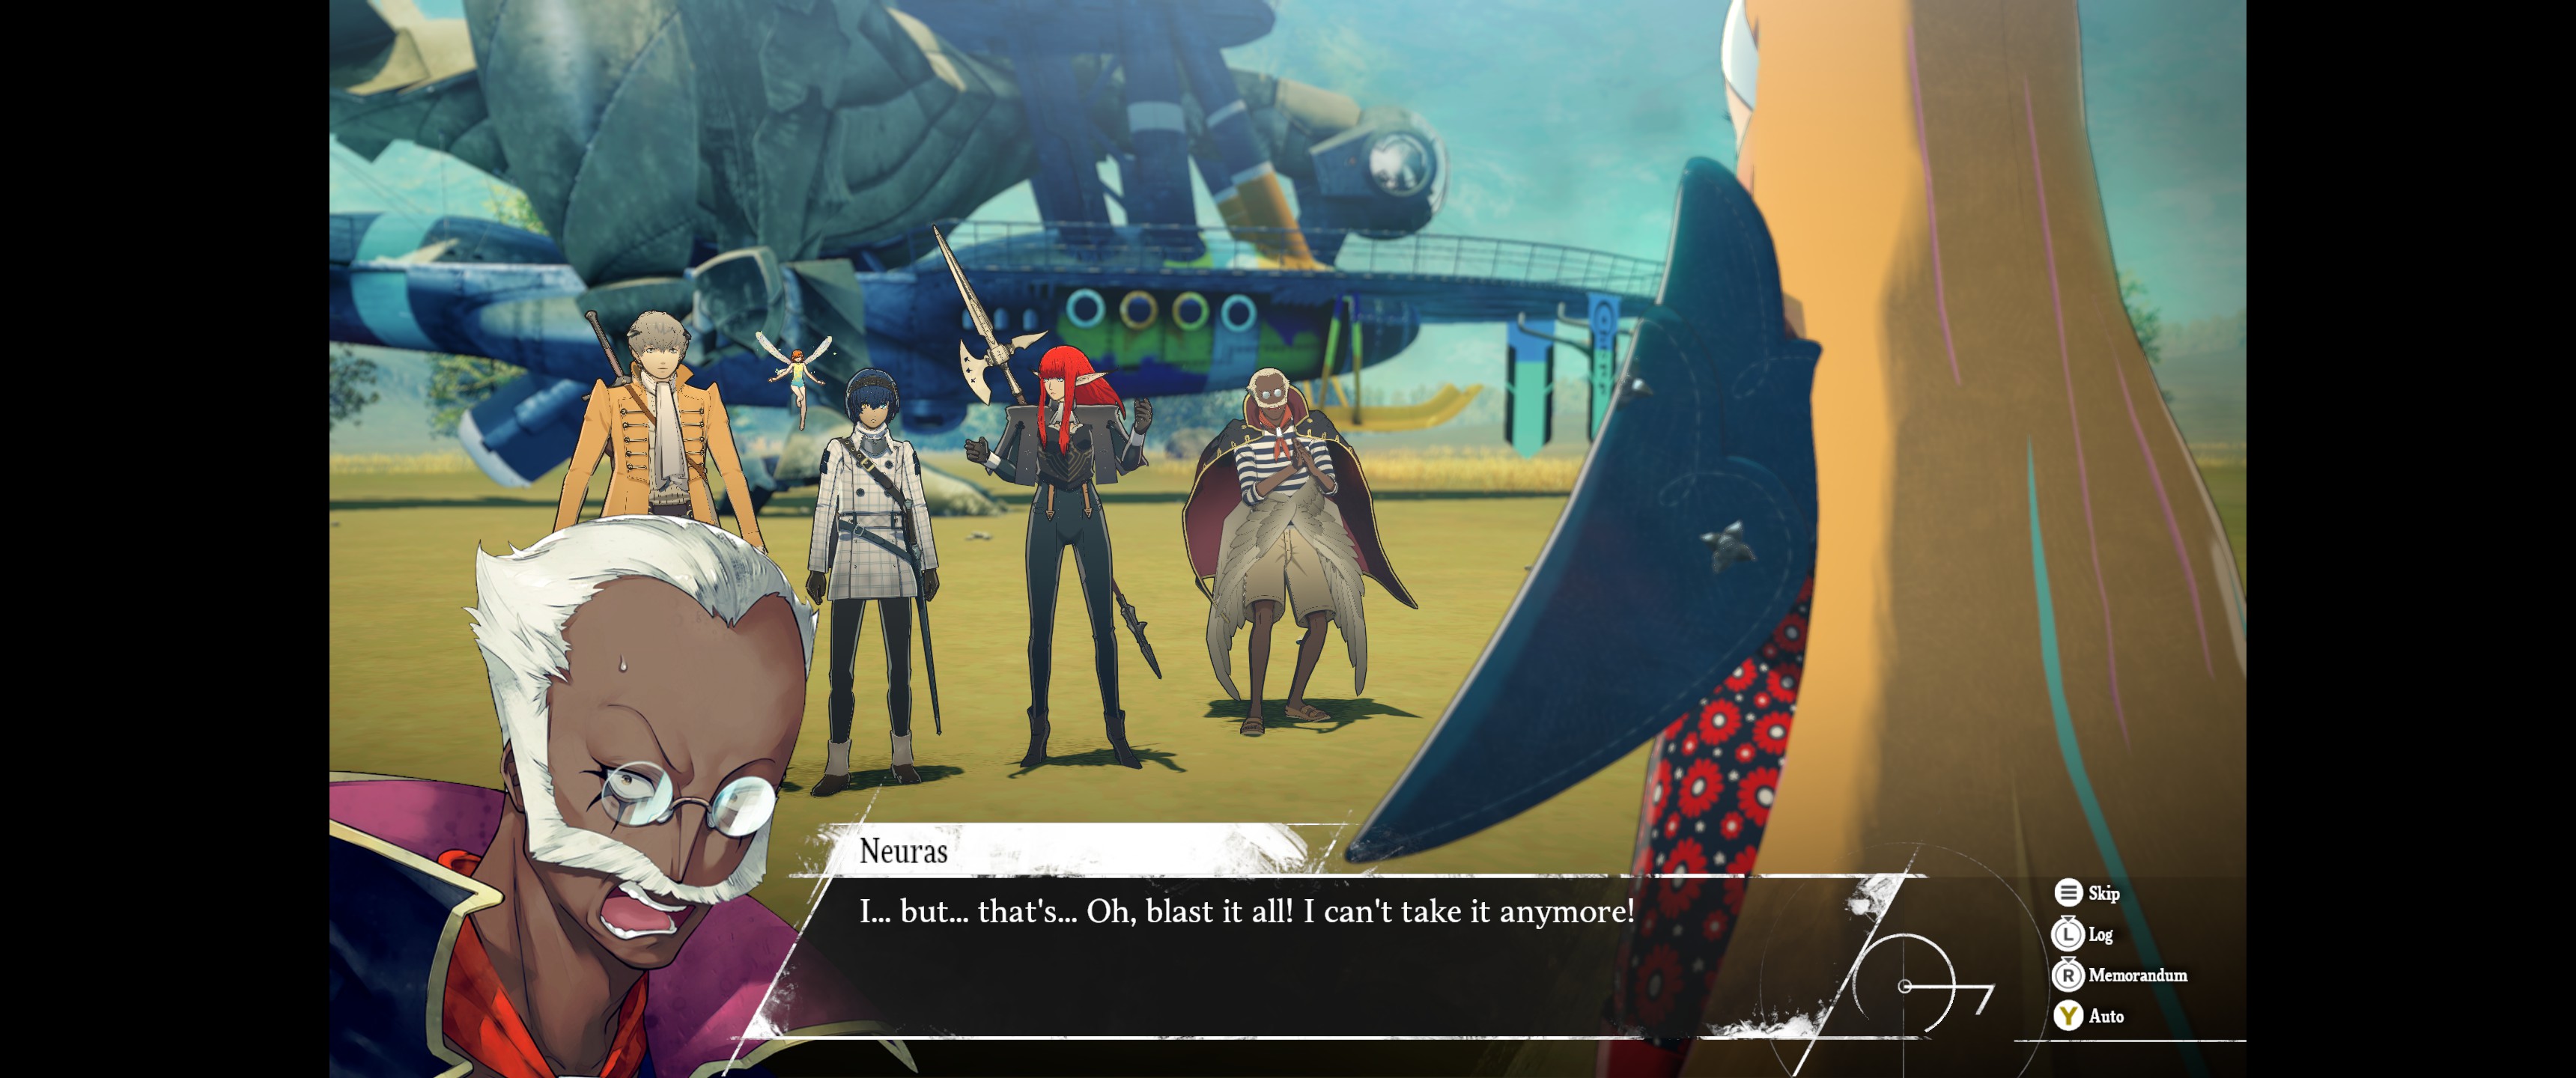 Neuras
I... but... that's... Oh, blast it all! I can't take it anymore!
Skip
L Log
R Memorandum
Y Auto